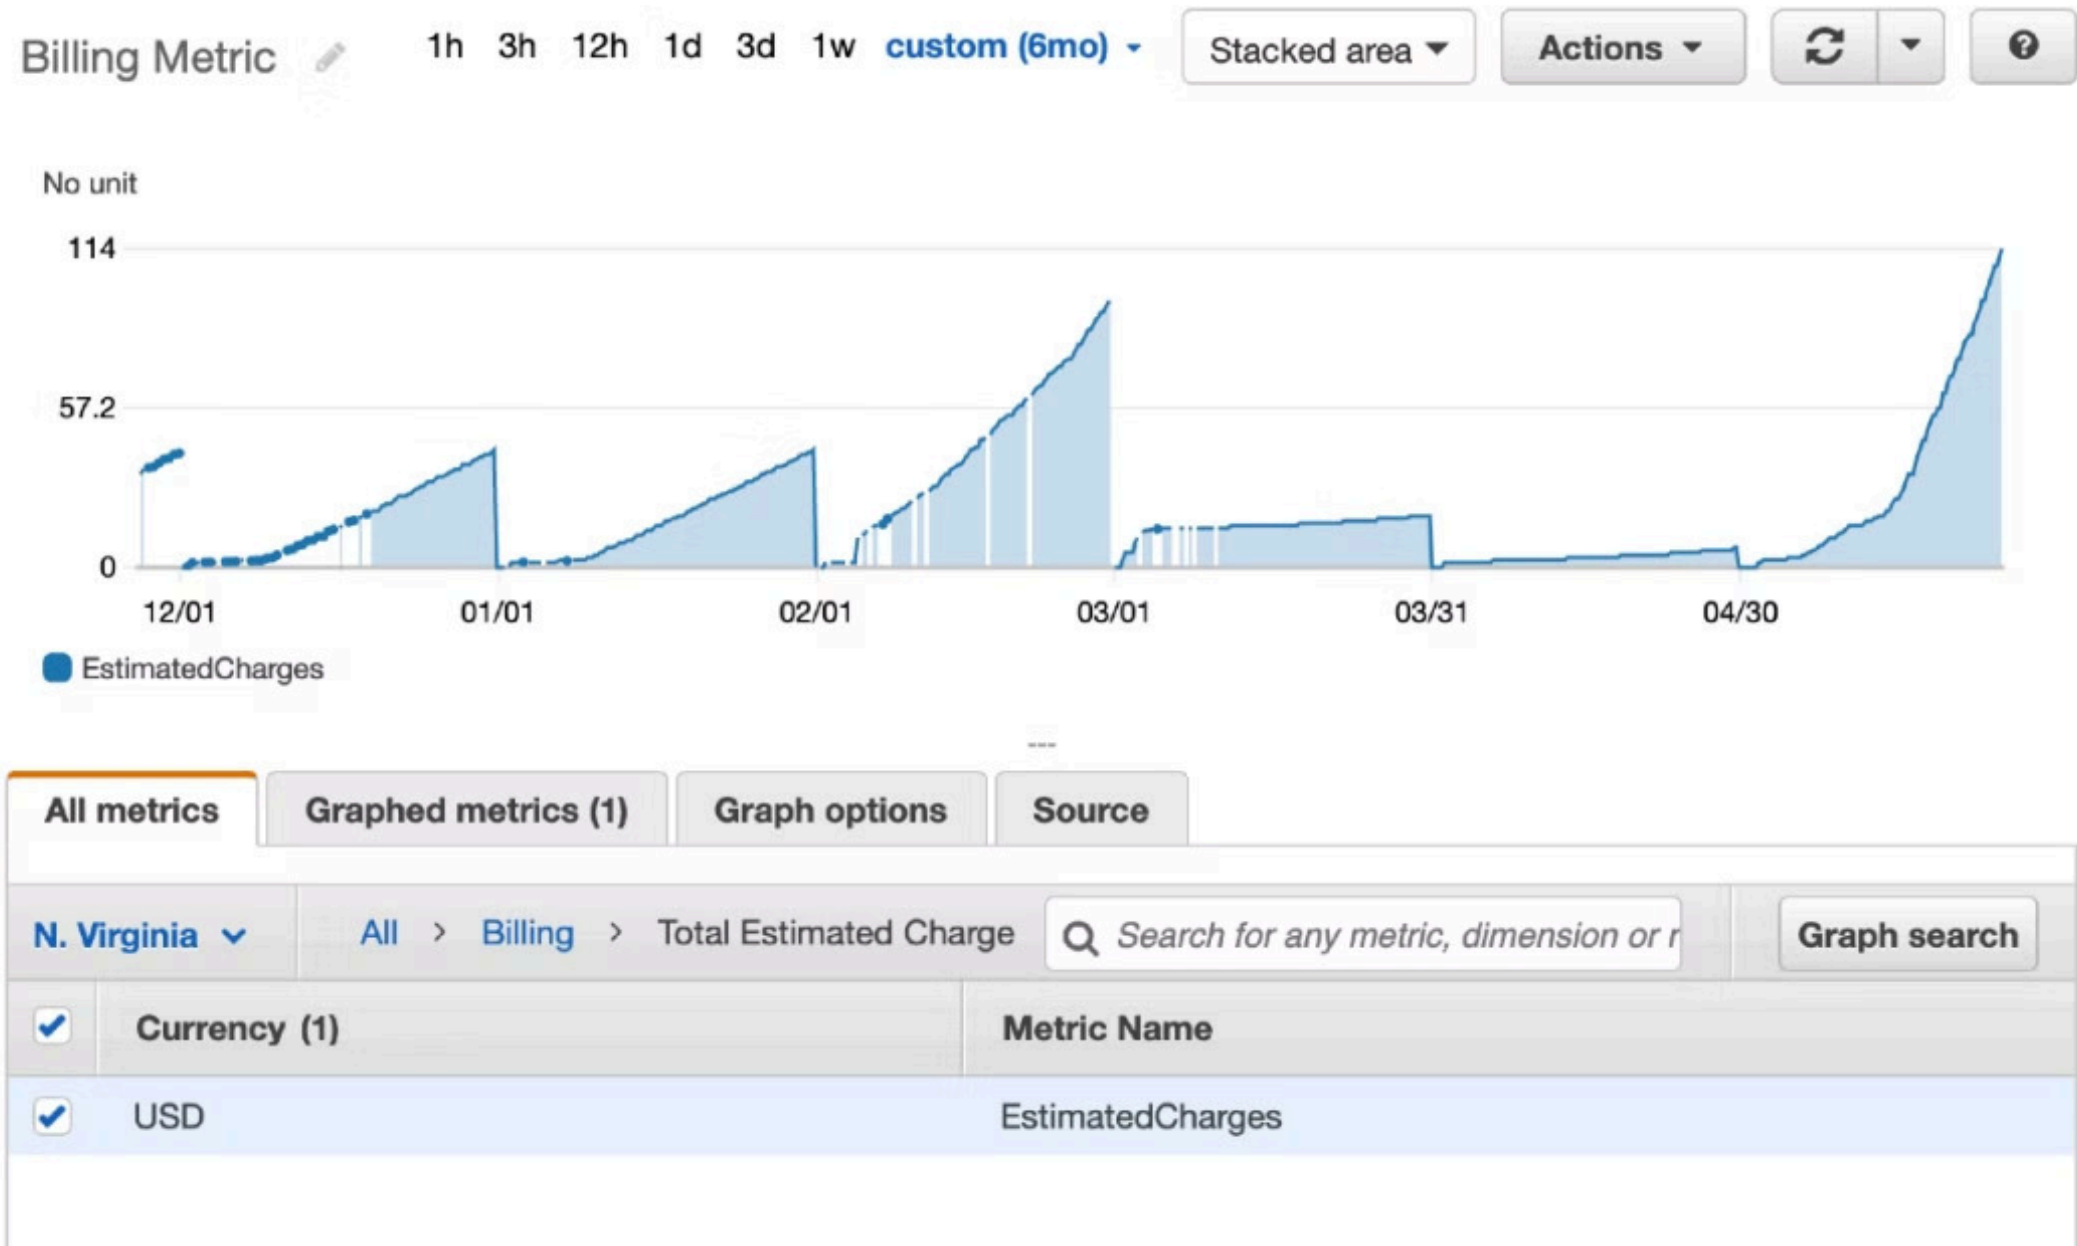 Billing Metric 1h 3h 12h 1d 3d 1w custom (6mo) Stacked area Actions
No unit
114
57.2
0
12/01 01/01 02/01 03/01 03/31 04/30
EstimatedCharges
All metrics Graphed metrics (1) Graph options Source
N. Virginia All > Billing > Total Estimated Charge Search for any metric, dimension or r Graph search
Currency (1) Metric Name
USD EstimatedCharges